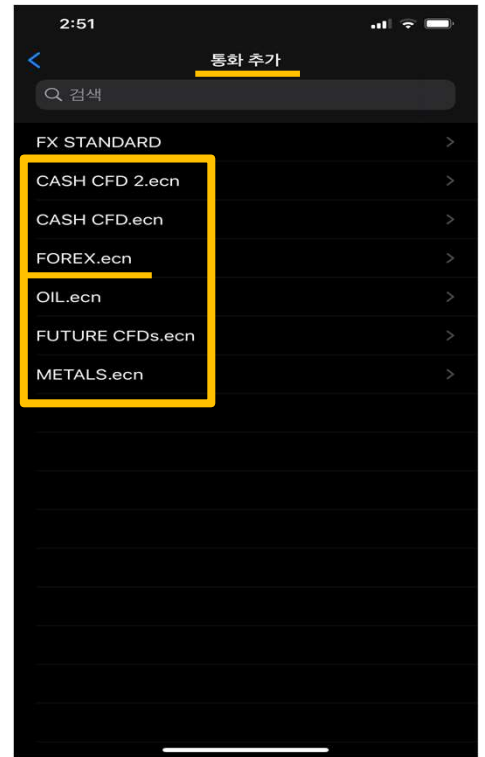 2:51
통화 추가
검색
FX STANDARD
CASH CFD 2.ecn
CASH CFD.ecn
FOREX.ecn
OIL.ecn
FUTURE CFDs.ecn
METALS.ecn